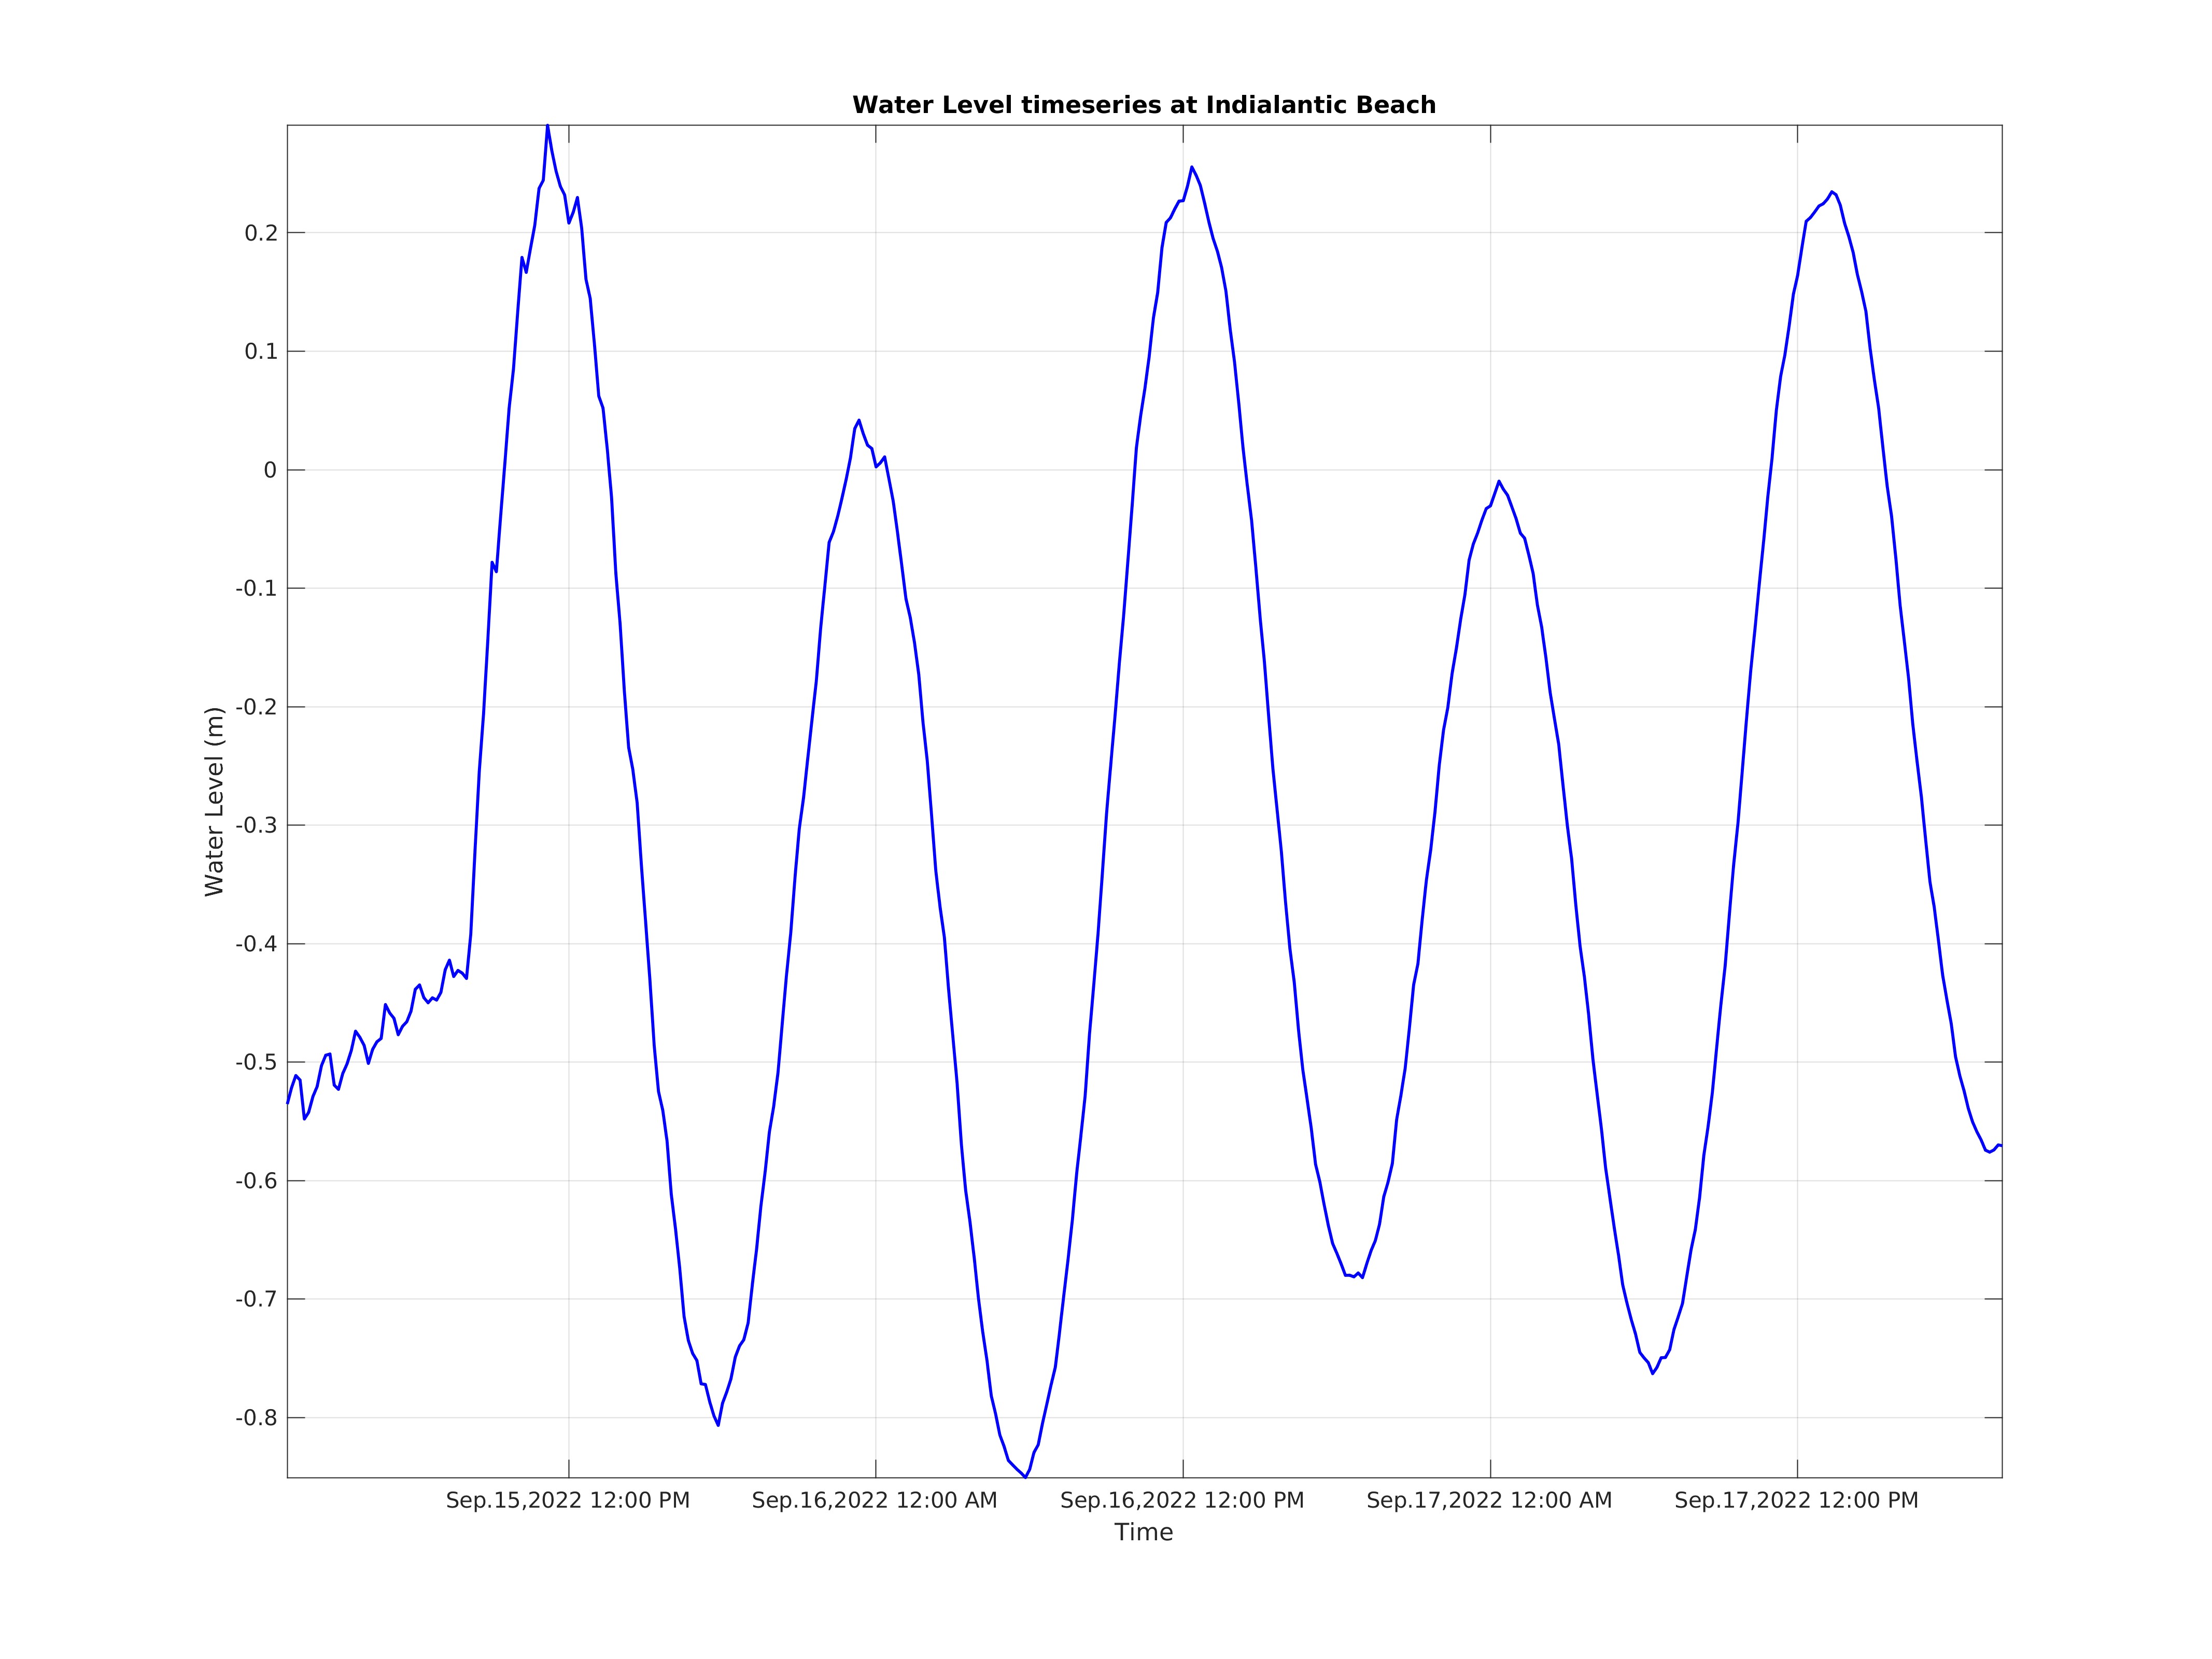 Water Level timeseries at Indialantic Beach
0.2
0.1
0
-0.1
-0.2
-0.3
-0.4
-0.5
-0.6
-0.7
-0.8
Water Level (m)
Sep.15,2022 12:00 PM
Sep.16,2022 12:00 AM
Sep.16,2022 12:00 PM
Sep.17,2022 12:00 AM
Sep.17,2022 12:00 PM
Time